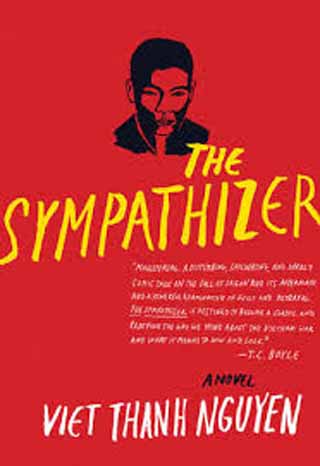 THE
SYMPATHIZER
"MAGISTERIAL. A DISTURBING, FASCINATING, AND DARKLY
COMIC TAKE ON THE FALL OF SAIGON AND ITS AFTERMATH
AND A POWERFUL EXAMINATION OF GUILT AND BETRAYAL.
THE SYMPATHIZER IS DESTINED TO BECOME A CLASSIC AND
REDEFINE THE WAY WE THINK ABOUT THE VIETNAM WAR
AND WHAT IT MEANS TO WIN AND LOSE."
—T.C. BOYLE
A NOVEL
VIET THANH NGUYEN